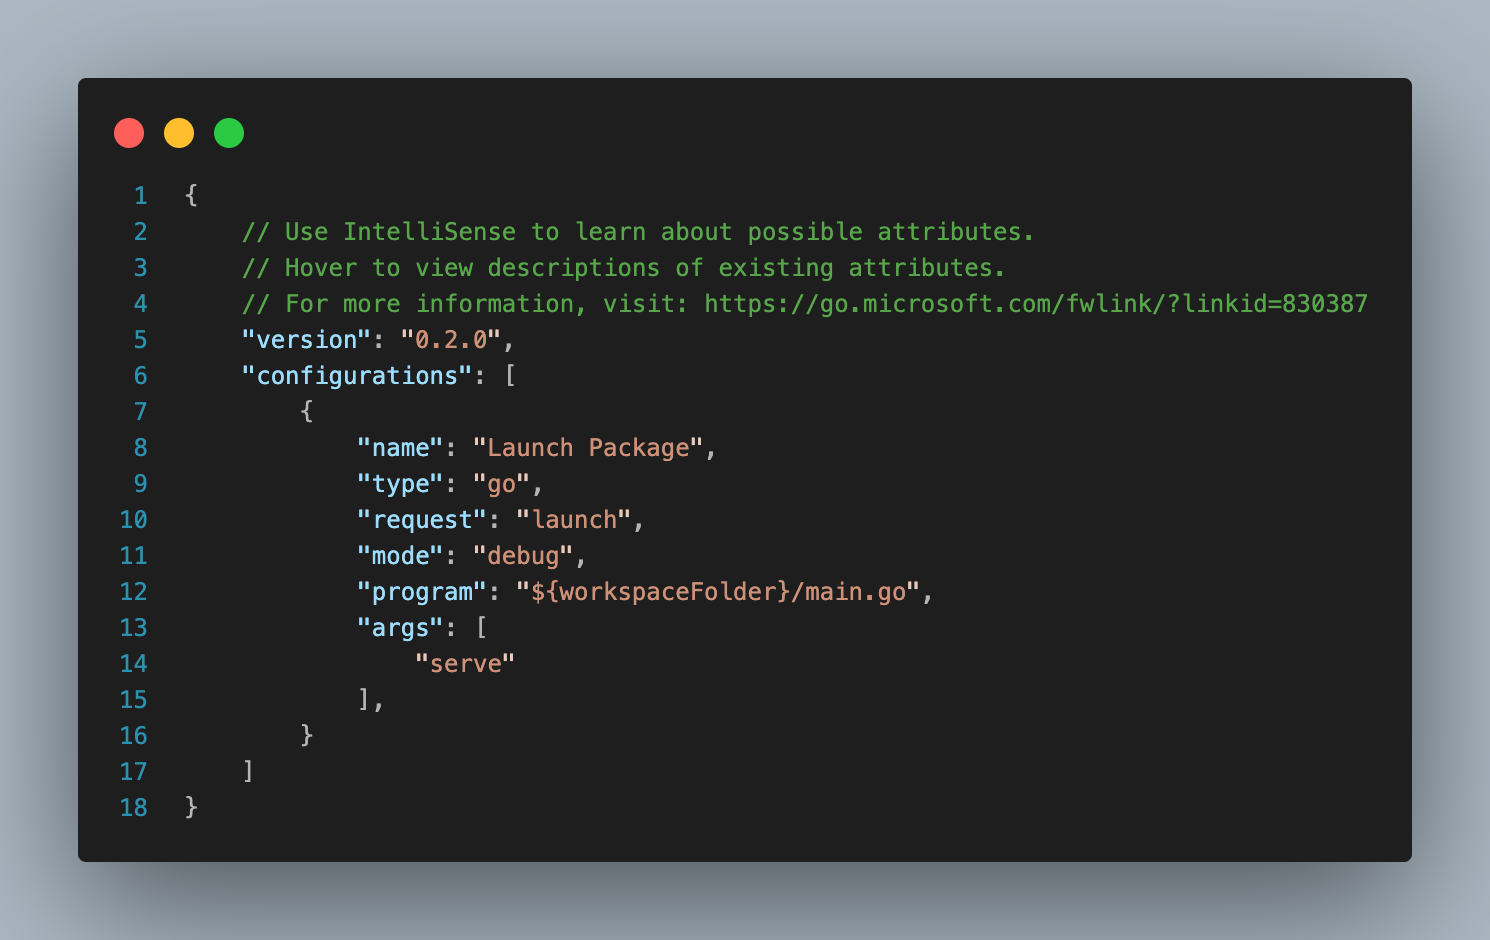 1 {
2     // Use IntelliSense to learn about possible attributes.
3     // Hover to view descriptions of existing attributes.
4     // For more information, visit: https://go.microsoft.com/fwlink/?linkid=830387
5     "version": "0.2.0",
6     "configurations": [
7         {
8             "name": "Launch Package",
9             "type": "go",
10             "request": "launch",
11             "mode": "debug",
12             "program": "${workspaceFolder}/main.go",
13             "args": [
14                 "serve"
15             ],
16         }
17     ]
18 }